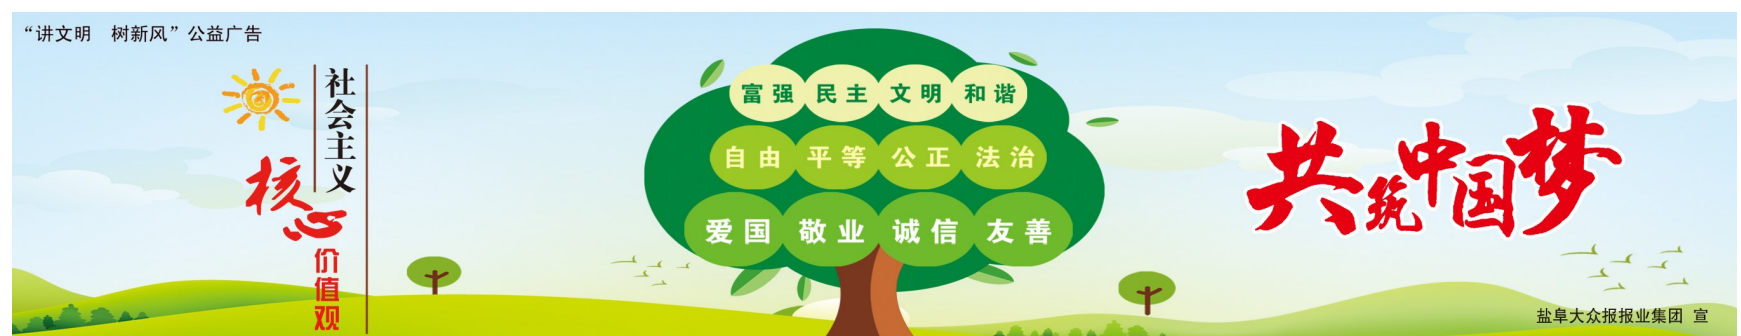 “讲文明　树新风”公益广告
社会主义
核心
价值观
富强 民主 文明 和谐
自由 平等 公正 法治
爱国 敬业 诚信 友善
共筑中国梦
盐阜大众报报业集团 宣